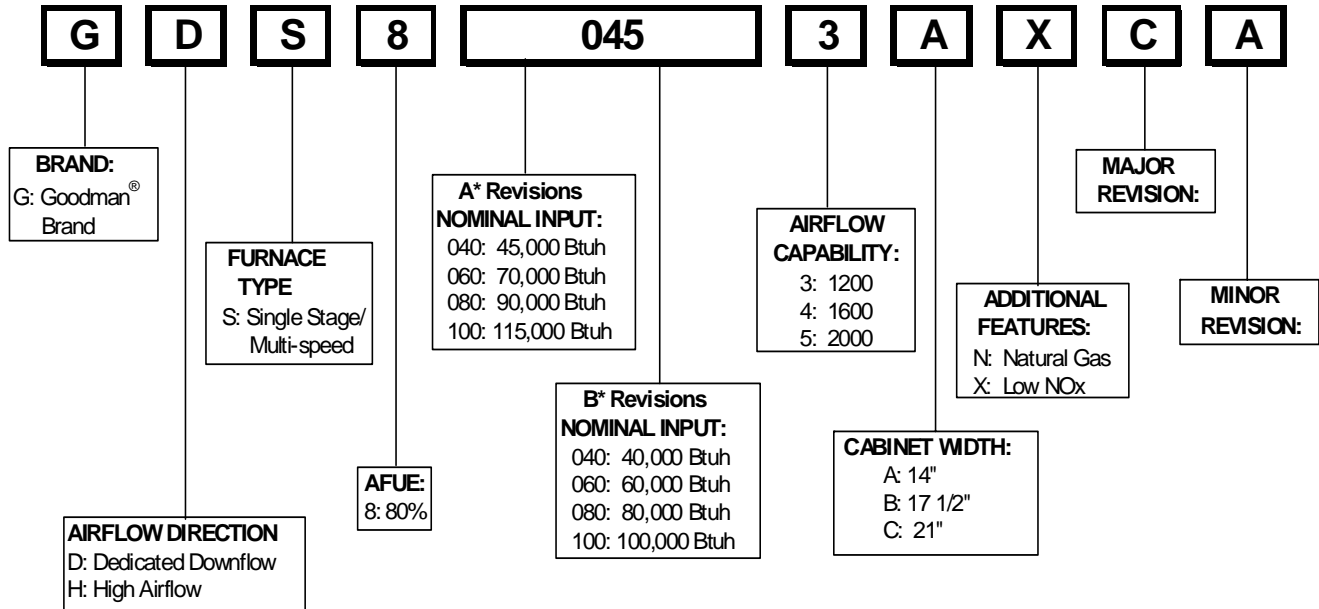 G D S 8 045 3 A X C A
BRAND:
G: Goodman®
Brand
AIRFLOW DIRECTION
D: Dedicated Downflow
H: High Airflow
FURNACE
TYPE
S: Single Stage/
Multi-speed
AFUE:
8: 80%
A* Revisions
NOMINAL INPUT:
040: 45,000 Btuh
060: 70,000 Btuh
080: 90,000 Btuh
100: 115,000 Btuh
B* Revisions
NOMINAL INPUT:
040: 40,000 Btuh
060: 60,000 Btuh
080: 80,000 Btuh
100: 100,000 Btuh
AIRFLOW
CAPABILITY:
3: 1200
4: 1600
5: 2000
CABINET WIDTH:
A: 14"
B: 17 1/2"
C: 21"
ADDITIONAL
FEATURES:
N: Natural Gas
X: Low NOx
MAJOR
REVISION:
MINOR
REVISION: